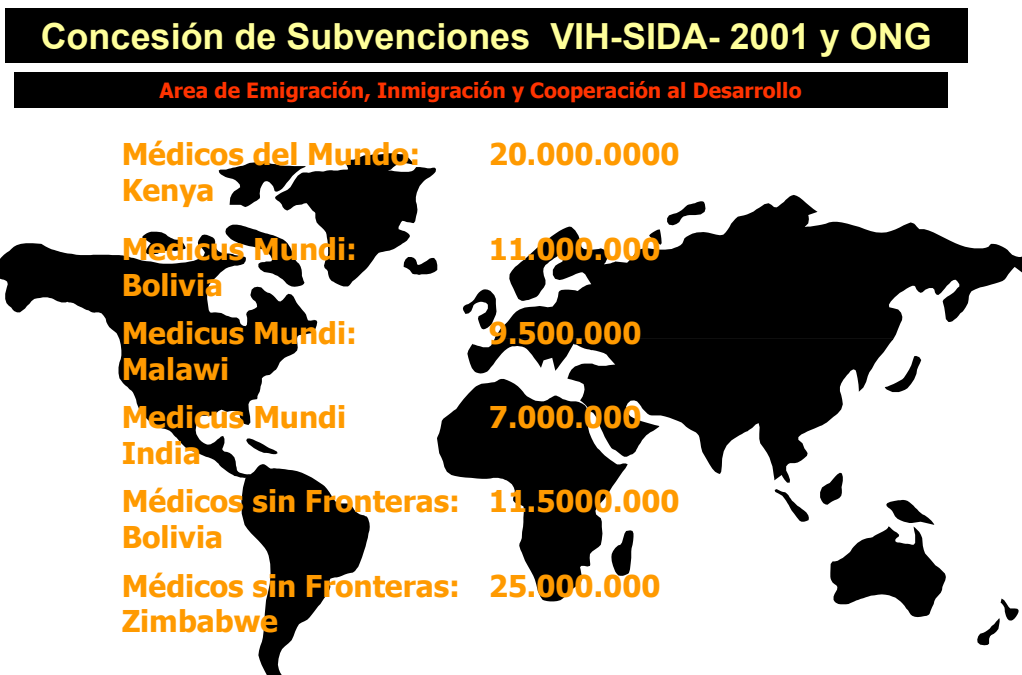 Concesión de Subvenciones VIH-SIDA- 2001 y ONG
Area de Emigración, Inmigración y Cooperación al Desarrollo
Médicos del Mundo: 20.000.0000
Kenya
Medicus Mundi: 11.000.000
Bolivia
Medicus Mundi: 9.500.000
Malawi
Medicus Mundi 7.000.000
India
Médicos sin Fronteras: 11.5000.000
Bolivia
Médicos sin Fronteras: 25.000.000
Zimbabwe